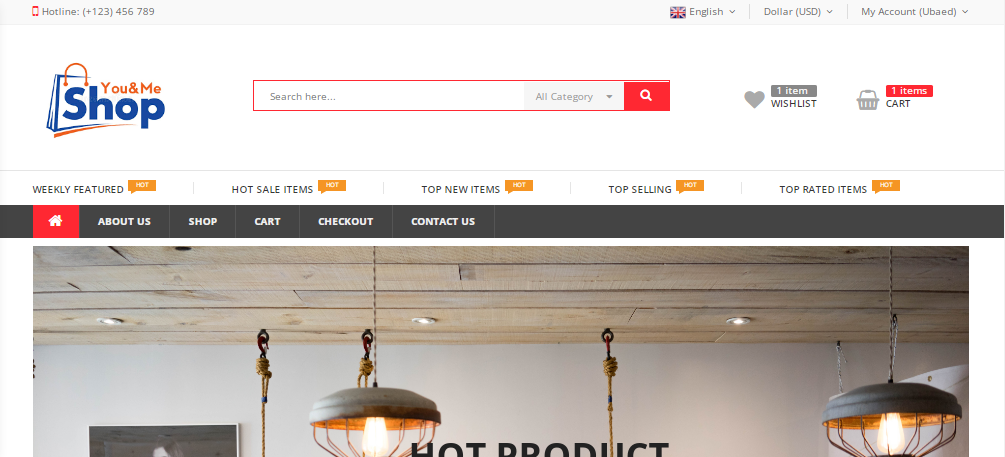 Hotline: (+123) 456 789
English
Dollar (USD)
My Account (Ubaed)
You&Me
Shop
Search here...
All Category
1 item
WISHLIST
1 items
CART
WEEKLY FEATURED HOT
HOT SALE ITEMS HOT
TOP NEW ITEMS HOT
TOP SELLING HOT
TOP RATED ITEMS HOT
ABOUT US
SHOP
CART
CHECKOUT
CONTACT US
HOT PRODUCT